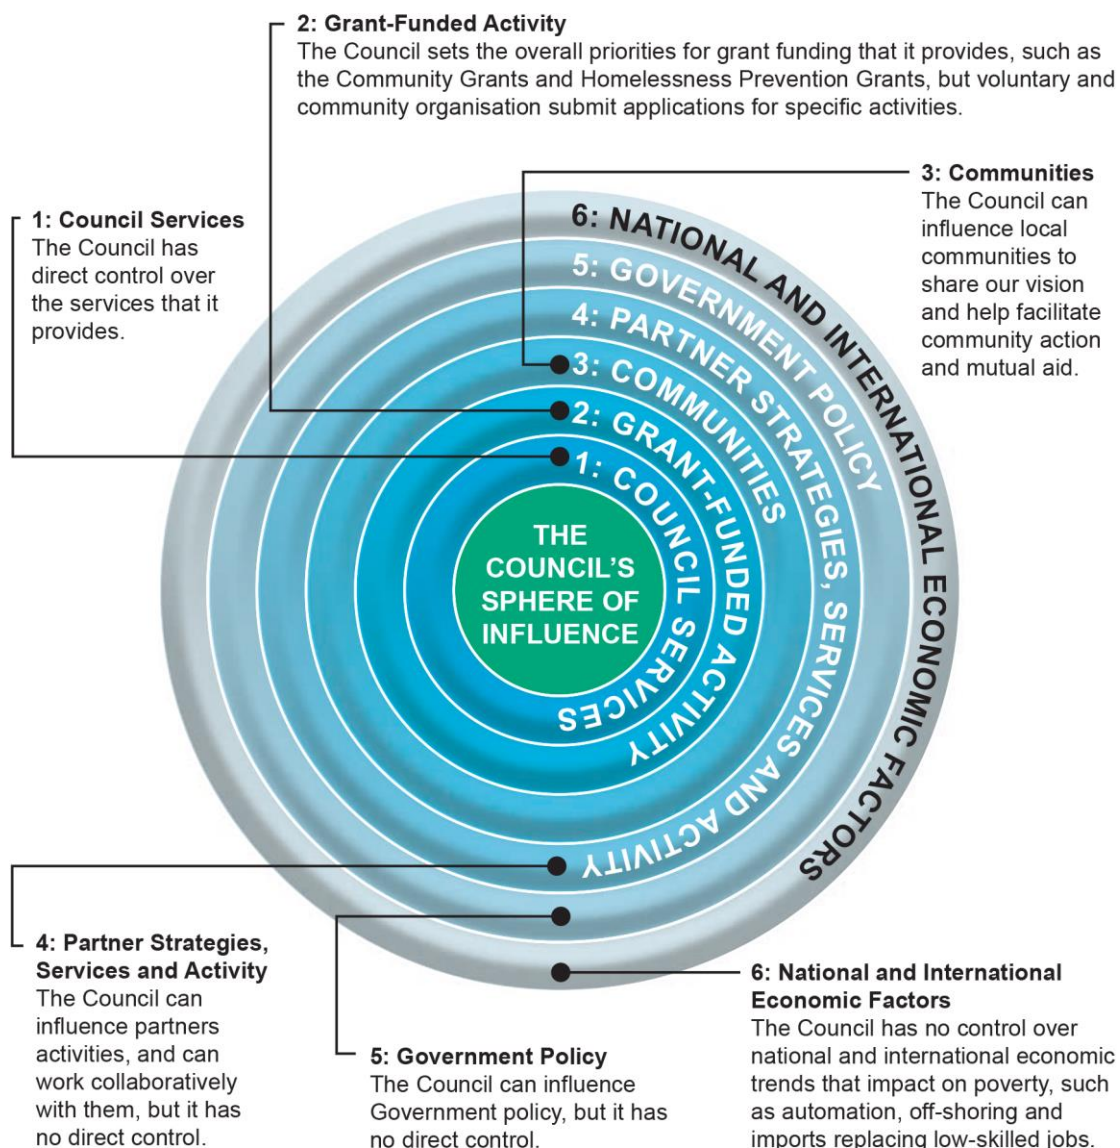 2: Grant-Funded Activity
The Council sets the overall priorities for grant funding that it provides, such as
the Community Grants and Homelessness Prevention Grants, but voluntary and
community organisation submit applications for specific activities.
3: Communities
The Council can
influence local
communities to
share our vision
and help facilitate
community action
and mutual aid.
1: Council Services
The Council has
direct control over
the services that it
provides.
6: NATIONAL AND INTERNATIONAL ECONOMIC FACTORS
5: GOVERNMENT POLICY
4: PARTNER STRATEGIES, SERVICES AND ACTIVITY
3: COMMUNITIES
2: GRANT-FUNDED ACTIVITY
1: COUNCIL SERVICES
THE
COUNCIL'S
SPHERE OF
INFLUENCE
4: Partner Strategies,
Services and Activity
The Council can
influence partners
activities, and can
work collaboratively
with them, but it has
no direct control.
5: Government Policy
The Council can influence
Government policy, but it has
no direct control.
6: National and International
Economic Factors
The Council has no control over
national and international economic
trends that impact on poverty, such
as automation, off-shoring and
imports replacing low-skilled jobs.